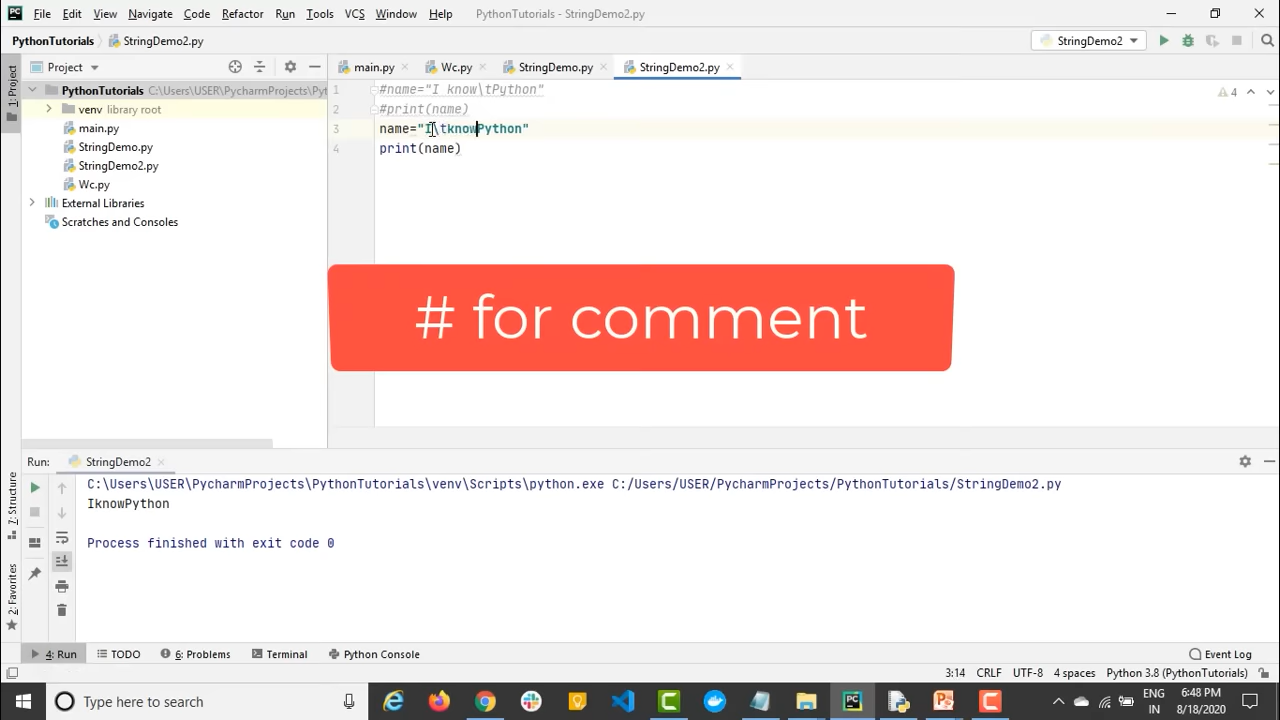 File Edit View Navigate Code Refactor Run Tools VCS Window Help PythonTutorials - StringDemo2.py
PythonTutorials StringDemo2.py StringDemo2
1: Project
Project main.py Wc.py StringDemo.py StringDemo2.py
PythonTutorials C:\Users\USER\PycharmProjects\Pyt
venv library root
main.py
StringDemo.py
StringDemo2.py
Wc.py
External Libraries
Scratches and Consoles
1 #name="I know\tPython" 4
2 #print(name)
3 name="I\tknowPython"
4 print(name)
# for comment
Run: StringDemo2
7: Structure
2: Favorites
C:\Users\USER\PycharmProjects\PythonTutorials\venv\Scripts\python.exe C:/Users/USER/PycharmProjects/PythonTutorials/StringDemo2.py
IknowPython
Process finished with exit code 0
4: Run TODO 6: Problems Terminal Python Console Event Log
3:14 CRLF UTF-8 4 spaces Python 3.8 (PythonTutorials)
Type here to search
ENG 6:48 PM
IN 8/18/2020